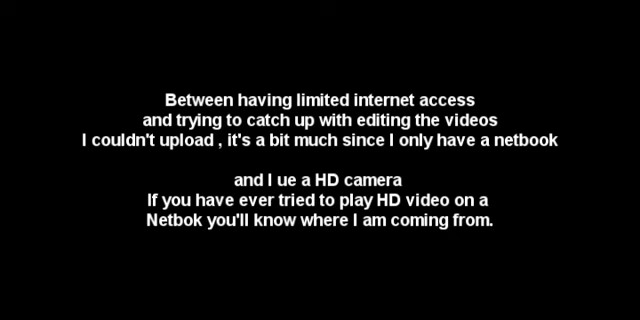 Between having limited internet access
and trying to catch up with editing the videos
I couldn't upload , it's a bit much since I only have a netbook
and I ue a HD camera
If you have ever tried to play HD video on a
Netbok you'll know where I am coming from.